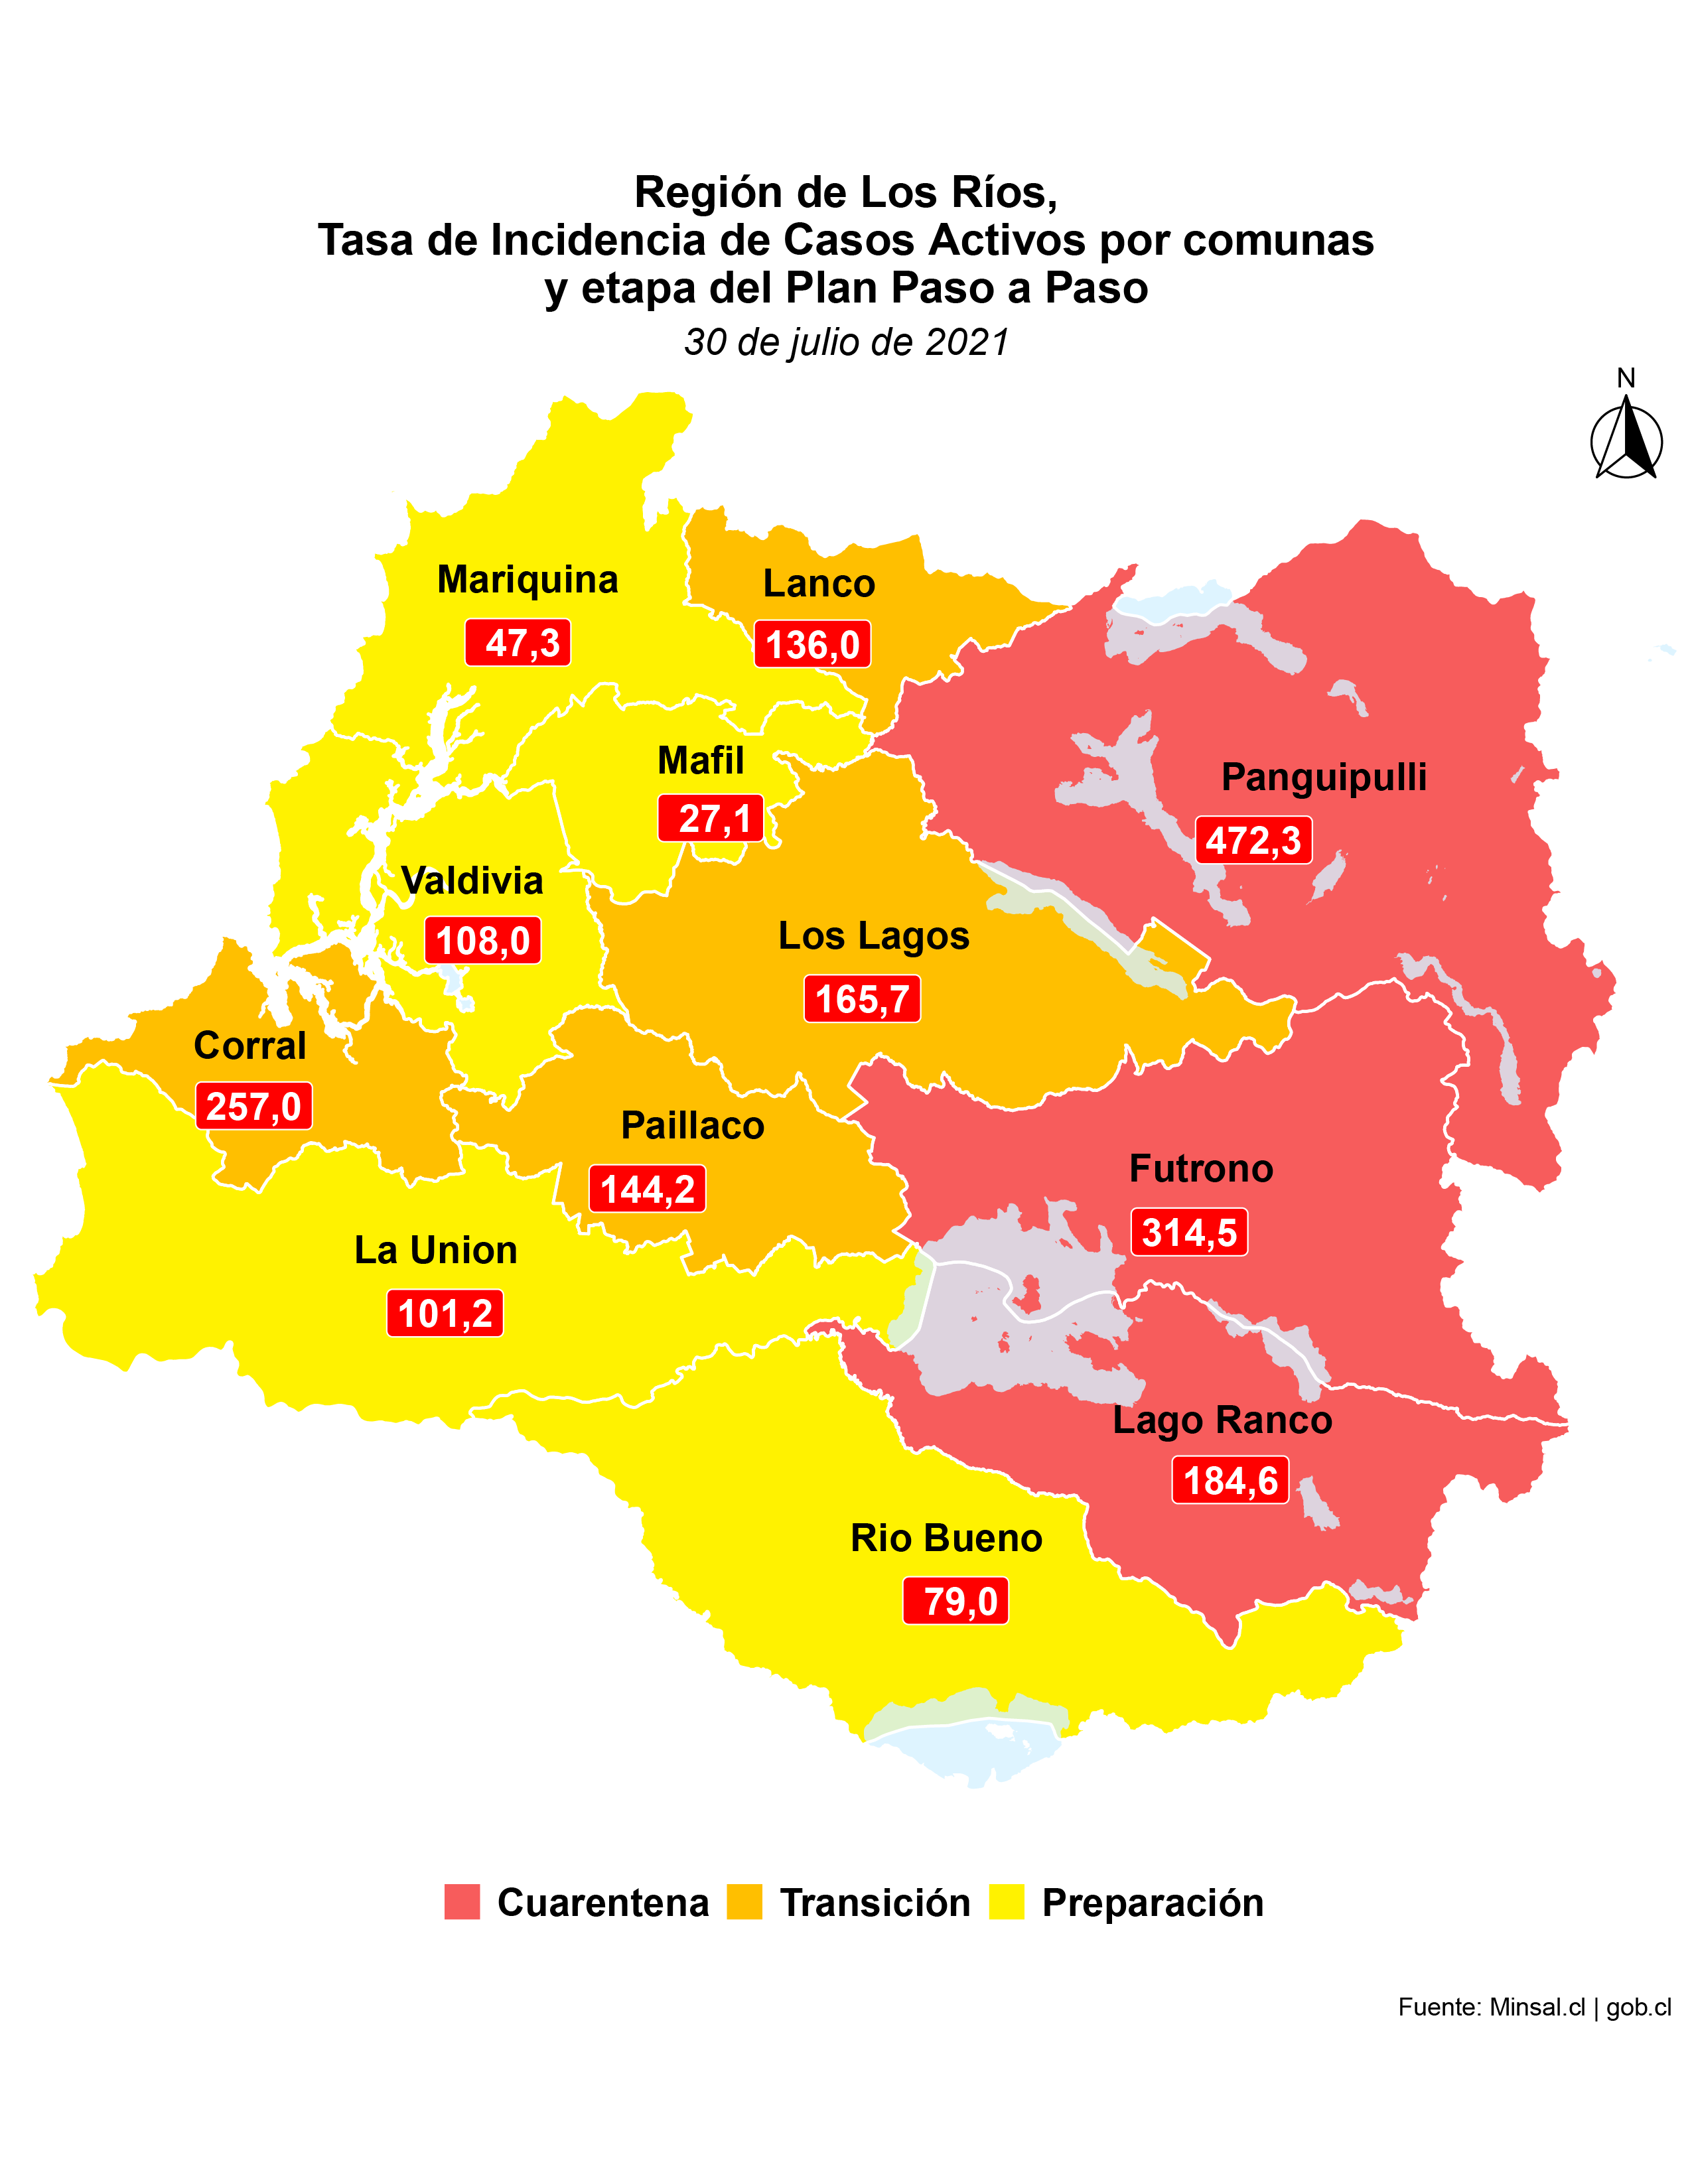 Región de Los Ríos,
Tasa de Incidencia de Casos Activos por comunas
y etapa del Plan Paso a Paso
30 de julio de 2021
N
Mariquina
47,3
Lanco
136,0
Mafil
27,1
Panguipulli
472,3
Valdivia
108,0
Los Lagos
165,7
Corral
257,0
Paillaco
144,2
Futrono
314,5
La Union
101,2
Lago Ranco
184,6
Rio Bueno
79,0
Cuarentena Transición Preparación
Fuente: Minsal.cl | gob.cl